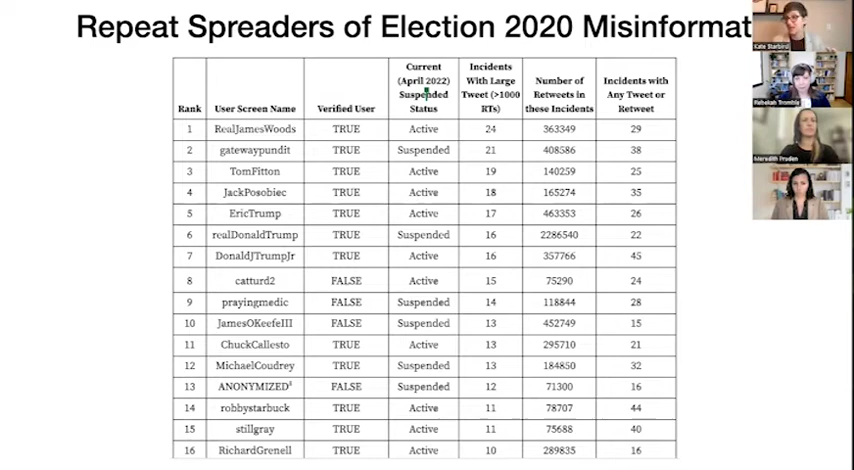 Repeat Spreaders of Election 2020 Misinformat
Rank User Screen Name Verified User Current (April 2022) Suspended Status Incidents With Large Tweet (>1000 RTs) Number of Retweets in these Incidents Incidents with Any Tweet or Retweet
1 RealJamesWoods TRUE Active 24 363349 29
2 gatewaypundit TRUE Suspended 21 408586 38
3 TomFitton TRUE Active 19 140259 25
4 JackPosobiec TRUE Active 18 165274 35
5 EricTrump TRUE Active 17 463353 26
6 realDonaldTrump TRUE Suspended 16 2286540 22
7 DonaldJTrumpJr TRUE Active 16 357766 45
8 catturd2 FALSE Active 15 75290 24
9 prayingmedic FALSE Suspended 14 118844 28
10 JamesOKeefeIII FALSE Suspended 13 452749 15
11 ChuckCallesto TRUE Active 13 295710 21
12 MichaelCoudrey TRUE Suspended 13 184850 32
13 ANONYMIZED⁴ FALSE Suspended 12 71300 16
14 robbystarbuck TRUE Active 11 78707 44
15 stillgray TRUE Active 11 75688 40
16 RichardGrenell TRUE Active 10 289835 16
Kate Starbird
Rebekah Tromble
Meredith Pruden